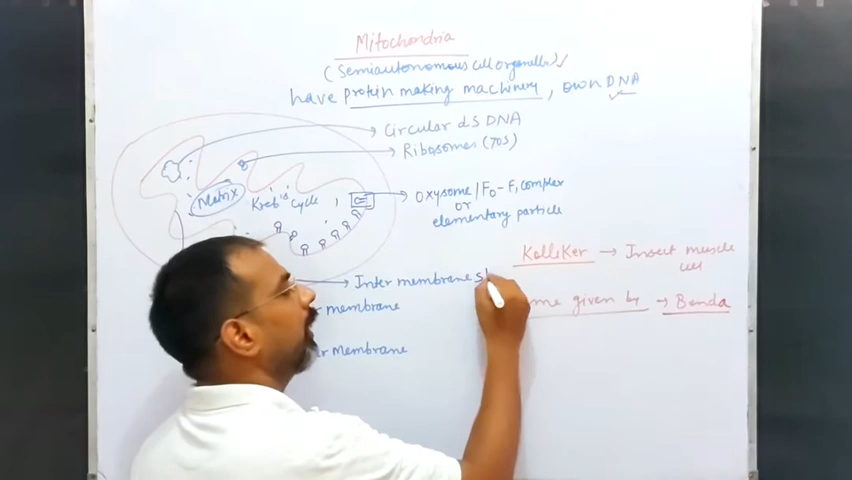 Mitochondria
(Semiautonomous cell organelle)
have protein making machinery, own DNA
Circular ds DNA
Ribosomes (70S)
Matrix
Kreb's cycle
Oxysome / F0-F1 complex
or
elementary particle
Kolliker → Insect muscle
cell
Inter membrane
membrane
given by → Benda
Membrane